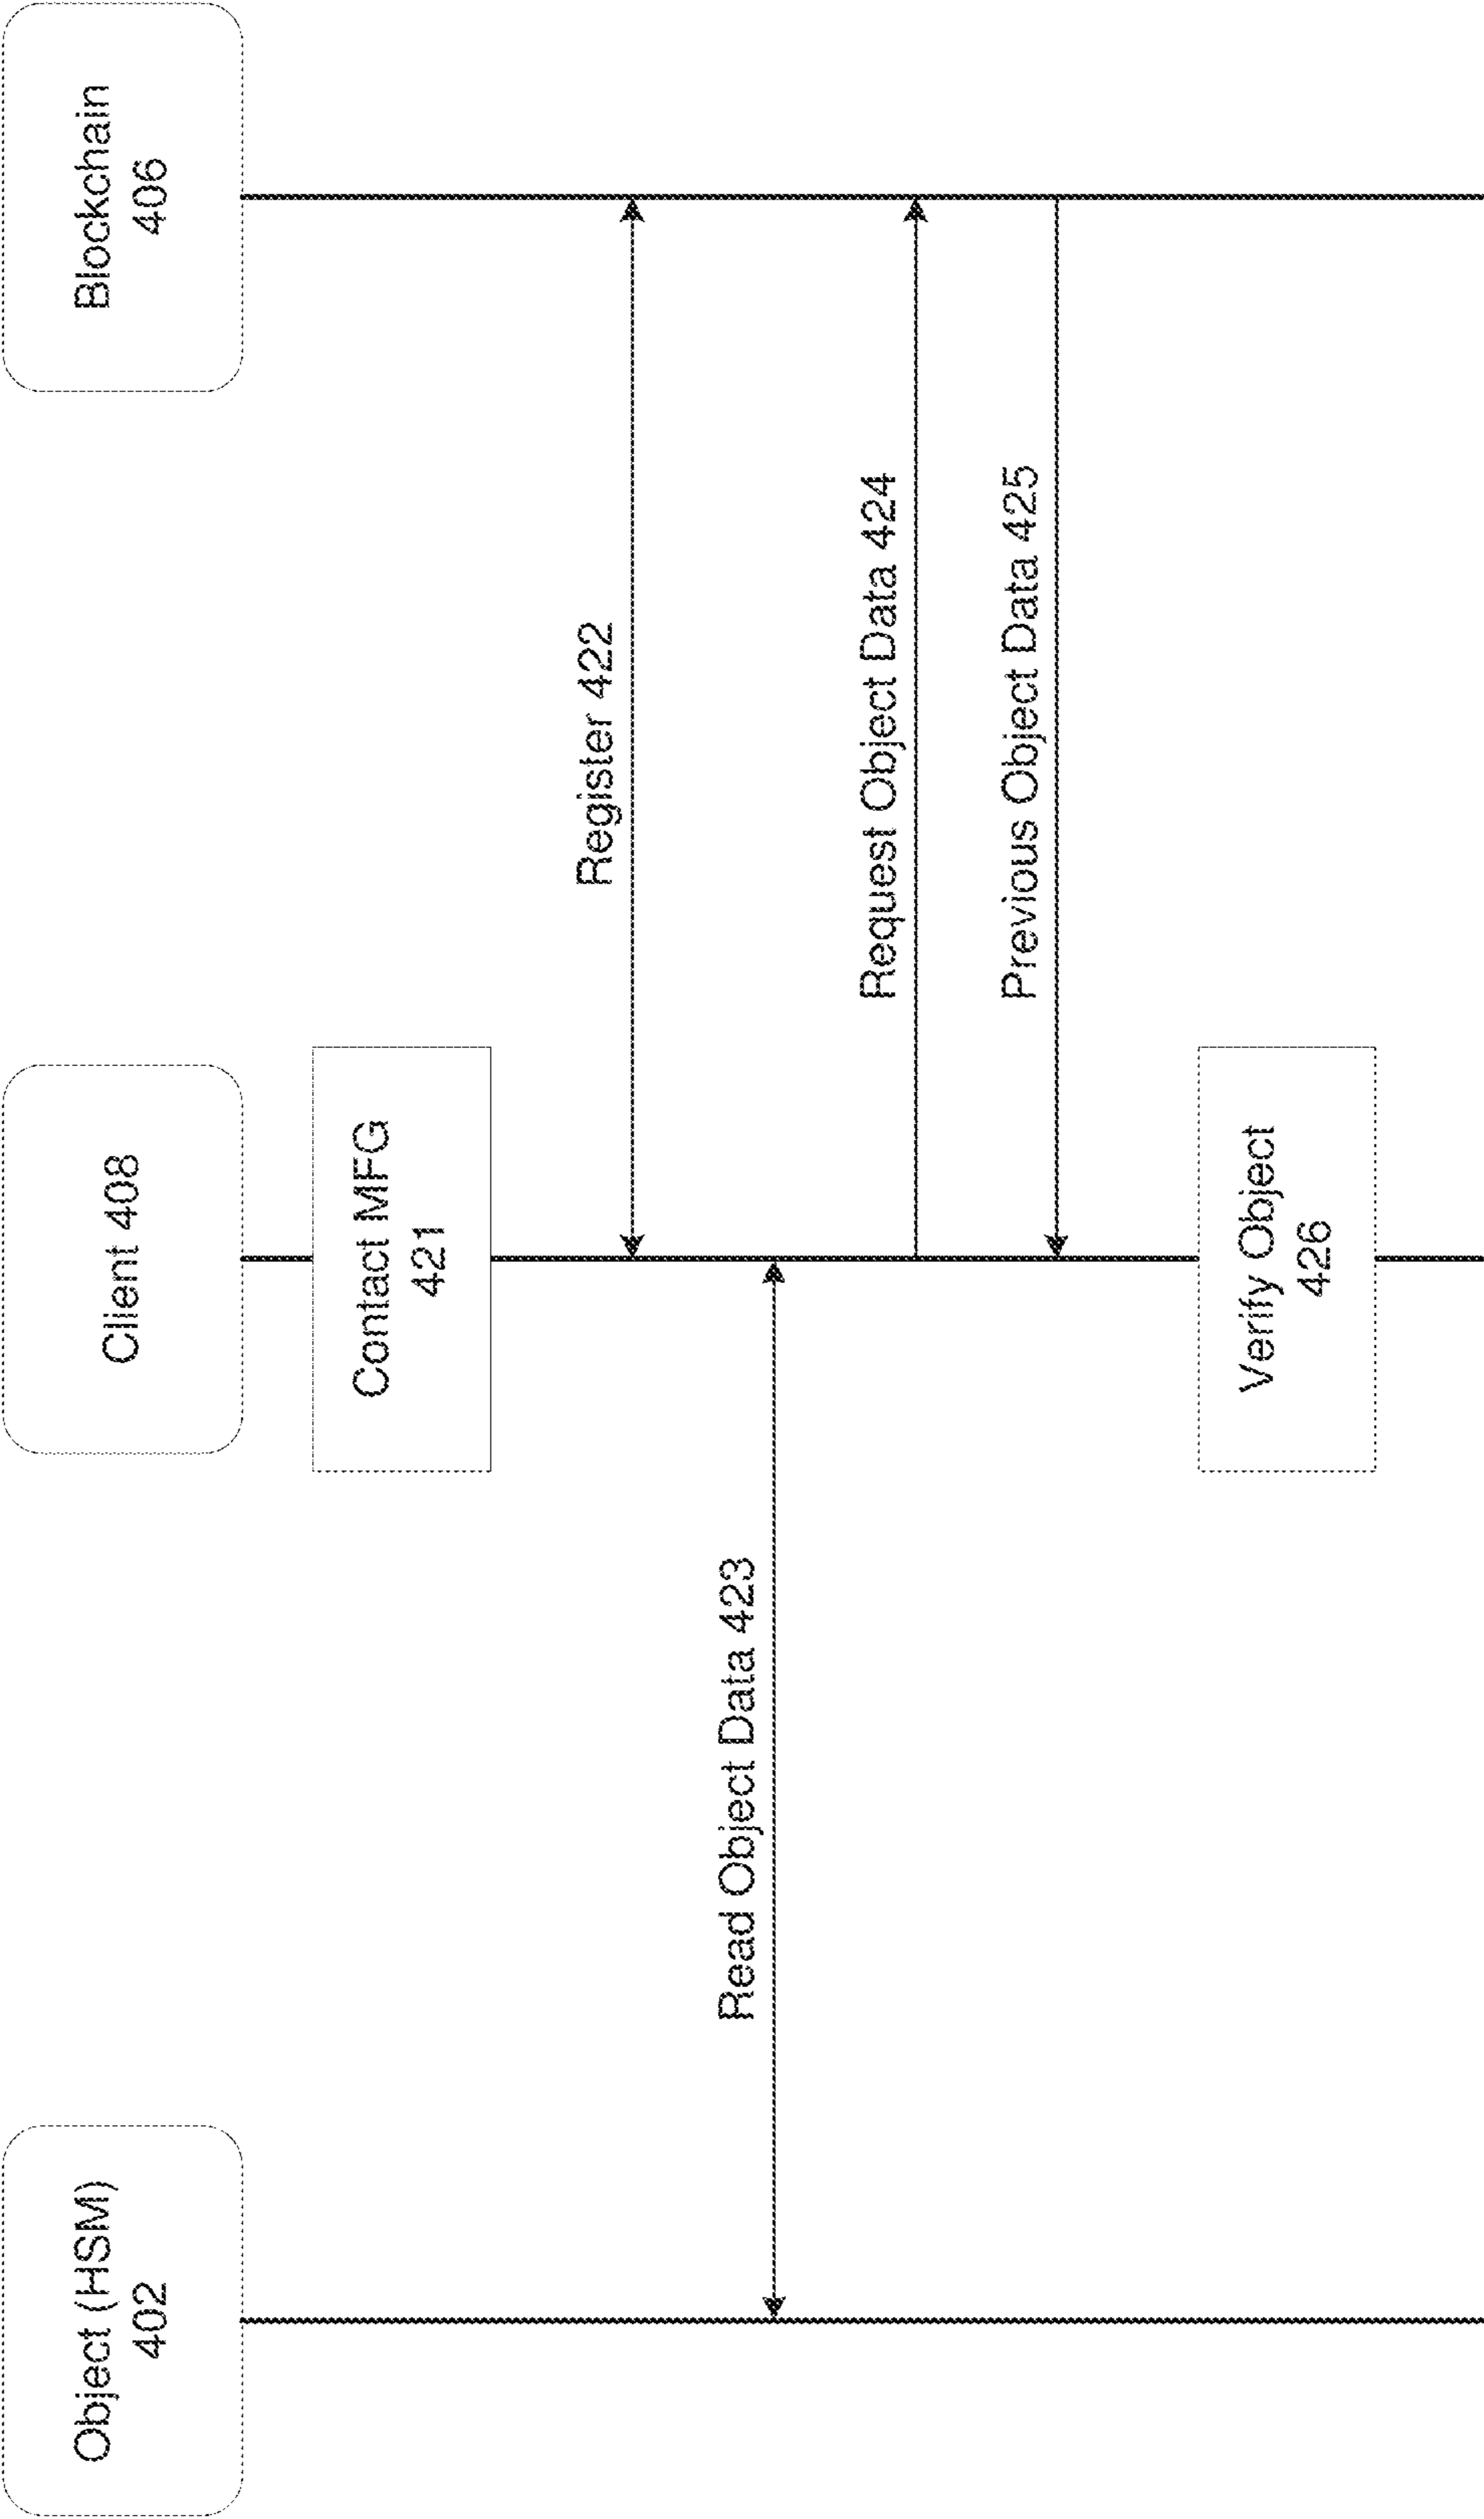 Object (HSM)
402
Client 408
Blockchain
406
Contact MFG
421
Register 422
Read Object Data 423
Request Object Data 424
Previous Object Data 425
Verify Object
426